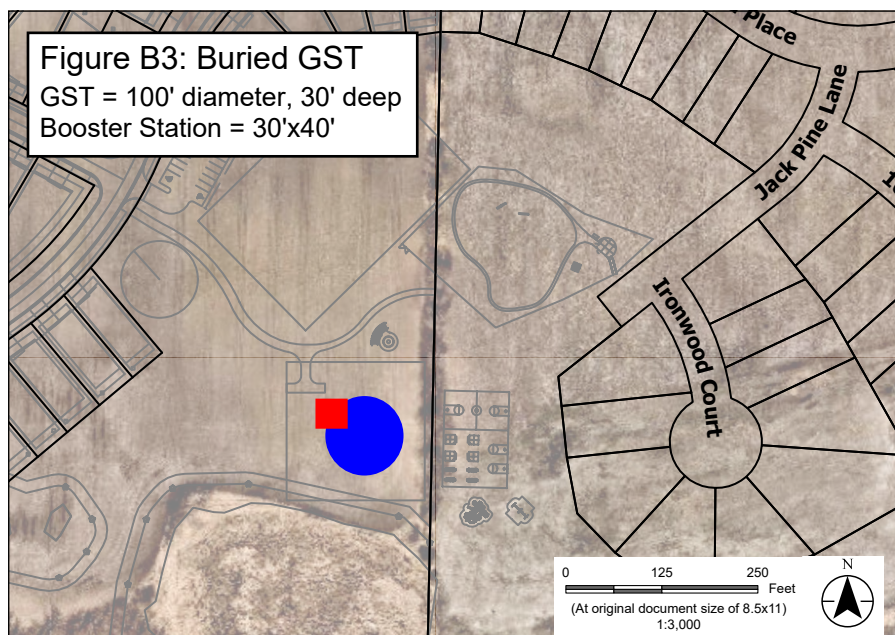 Figure B3: Buried GST
GST = 100' diameter, 30' deep
Booster Station = 30'x40'
Place
Jack Pine Lane
Ironwood Court
0 125 250
Feet
(At original document size of 8.5x11)
1:3,000
N